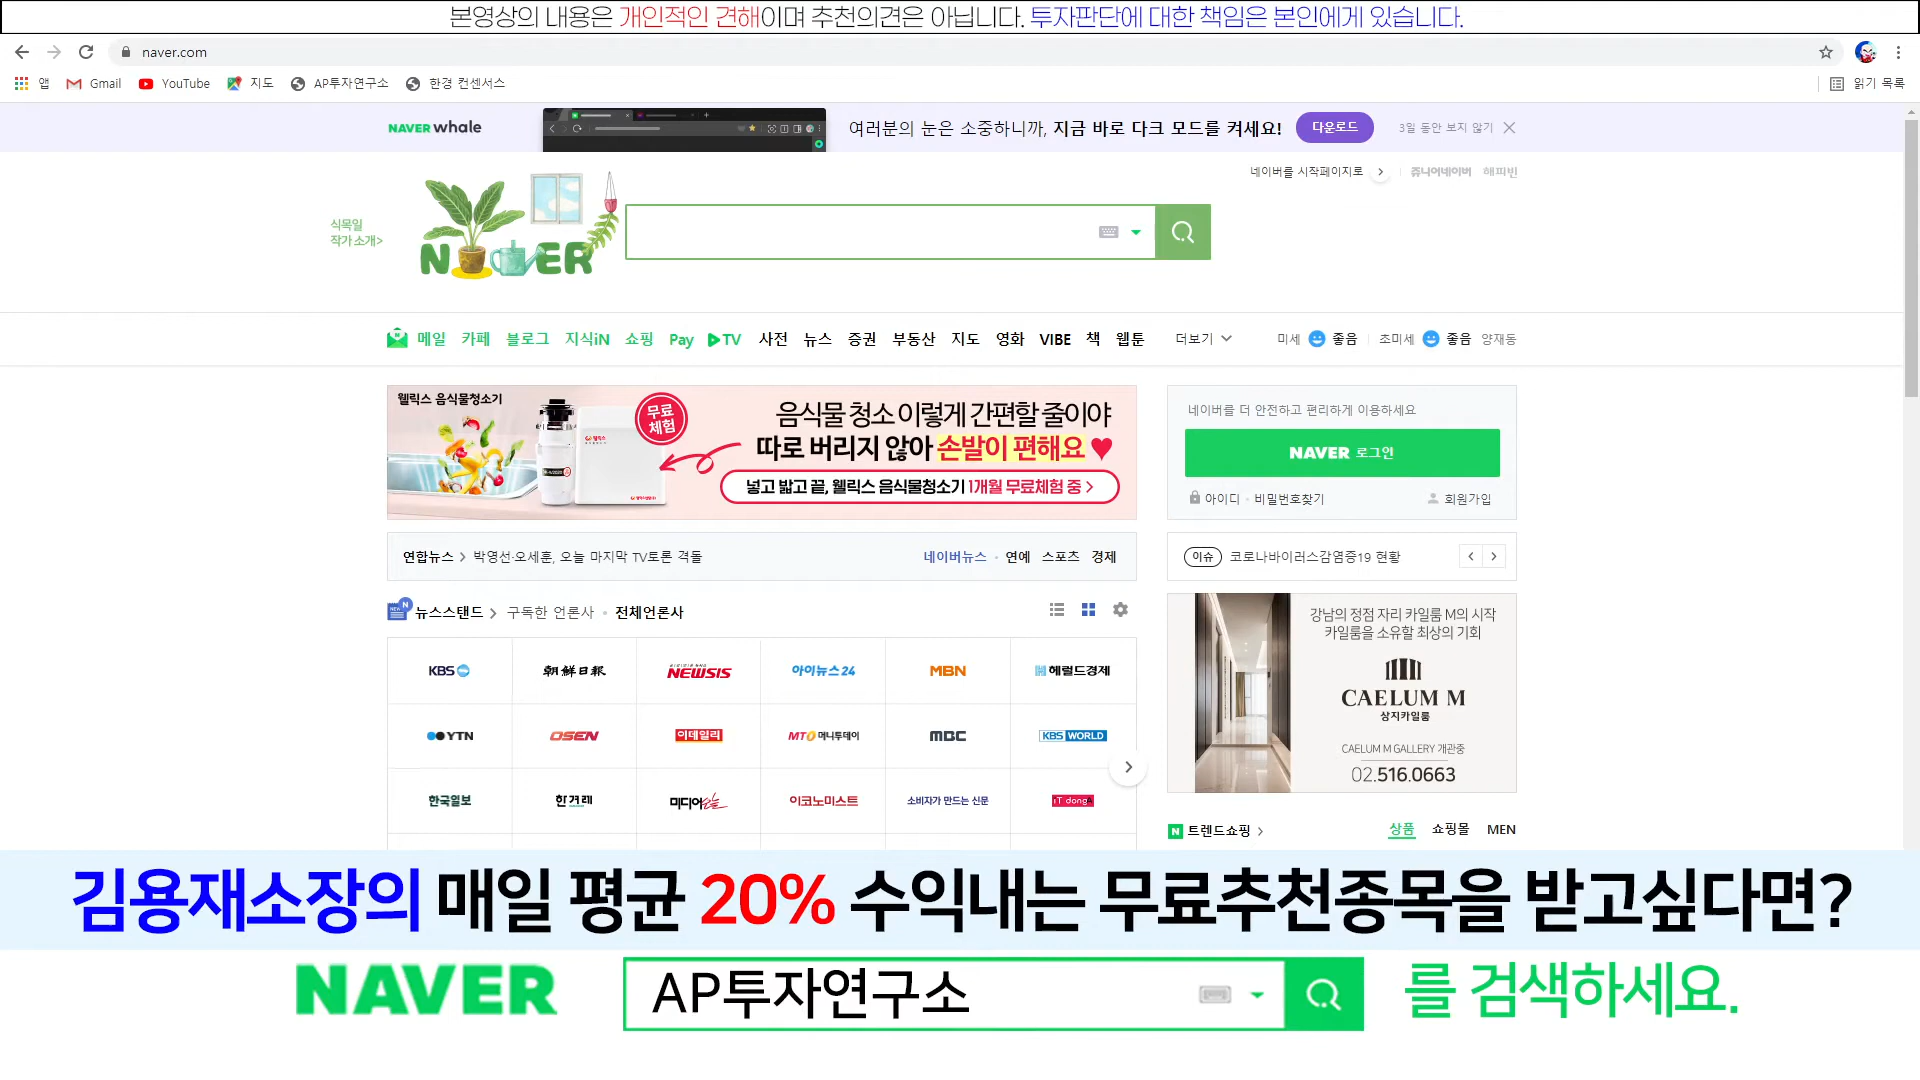 본영상의 내용은 개인적인 견해이며 추천의견은 아닙니다. 투자판단에 대한 책임은 본인에게 있습니다.
naver.com
앱 Gmail YouTube 지도 AP투자연구소 한경 컨센서스 읽기 목록
NAVER whale 여러분의 눈은 소중하니까, 지금 바로 다크 모드를 켜세요! 다운로드 3일 동안 보지 않기
네이버를 시작페이지로 쥬니어네이버 해피빈
식목일
작가 소개>
NAVER
메일 카페 블로그 지식iN 쇼핑 Pay TV 사전 뉴스 증권 부동산 지도 영화 VIBE 책 웹툰 더보기 미세 좋음 초미세 좋음 양재동
웰릭스 음식물청소기
무료
체험
음식물 청소 이렇게 간편할 줄이야
따로 버리지 않아 손발이 편해요
넣고 밟고 끝, 웰릭스 음식물청소기 1개월 무료체험 중 >
네이버를 더 안전하고 편리하게 이용하세요
NAVER 로그인
아이디 · 비밀번호찾기 회원가입
연합뉴스 > 박영선·오세훈, 오늘 마지막 TV토론 격돌 네이버뉴스 · 연예 스포츠 경제
이슈 코로나바이러스감염증19 현황
뉴스스탠드 > 구독한 언론사 · 전체언론사
KBS 朝鮮日報 NEWSIS 아이뉴스24 MBN 헤럴드경제
YTN OSEN 이데일리 MT 머니투데이 MBC KBS WORLD
한국일보 한겨레 미디어오늘 이코노미스트 소비자가 만드는 신문 IT dongA
강남의 정점 자리 카일룸 M의 시작
카일룸을 소유할 최상의 기회
CAELUM M
상지카일룸
CAELUM M GALLERY 개관중
02.516.0663
N 트렌드쇼핑 > 상품 쇼핑몰 MEN
김용재소장의 매일 평균 20% 수익내는 무료추천종목을 받고싶다면?
NAVER AP투자연구소 를 검색하세요.